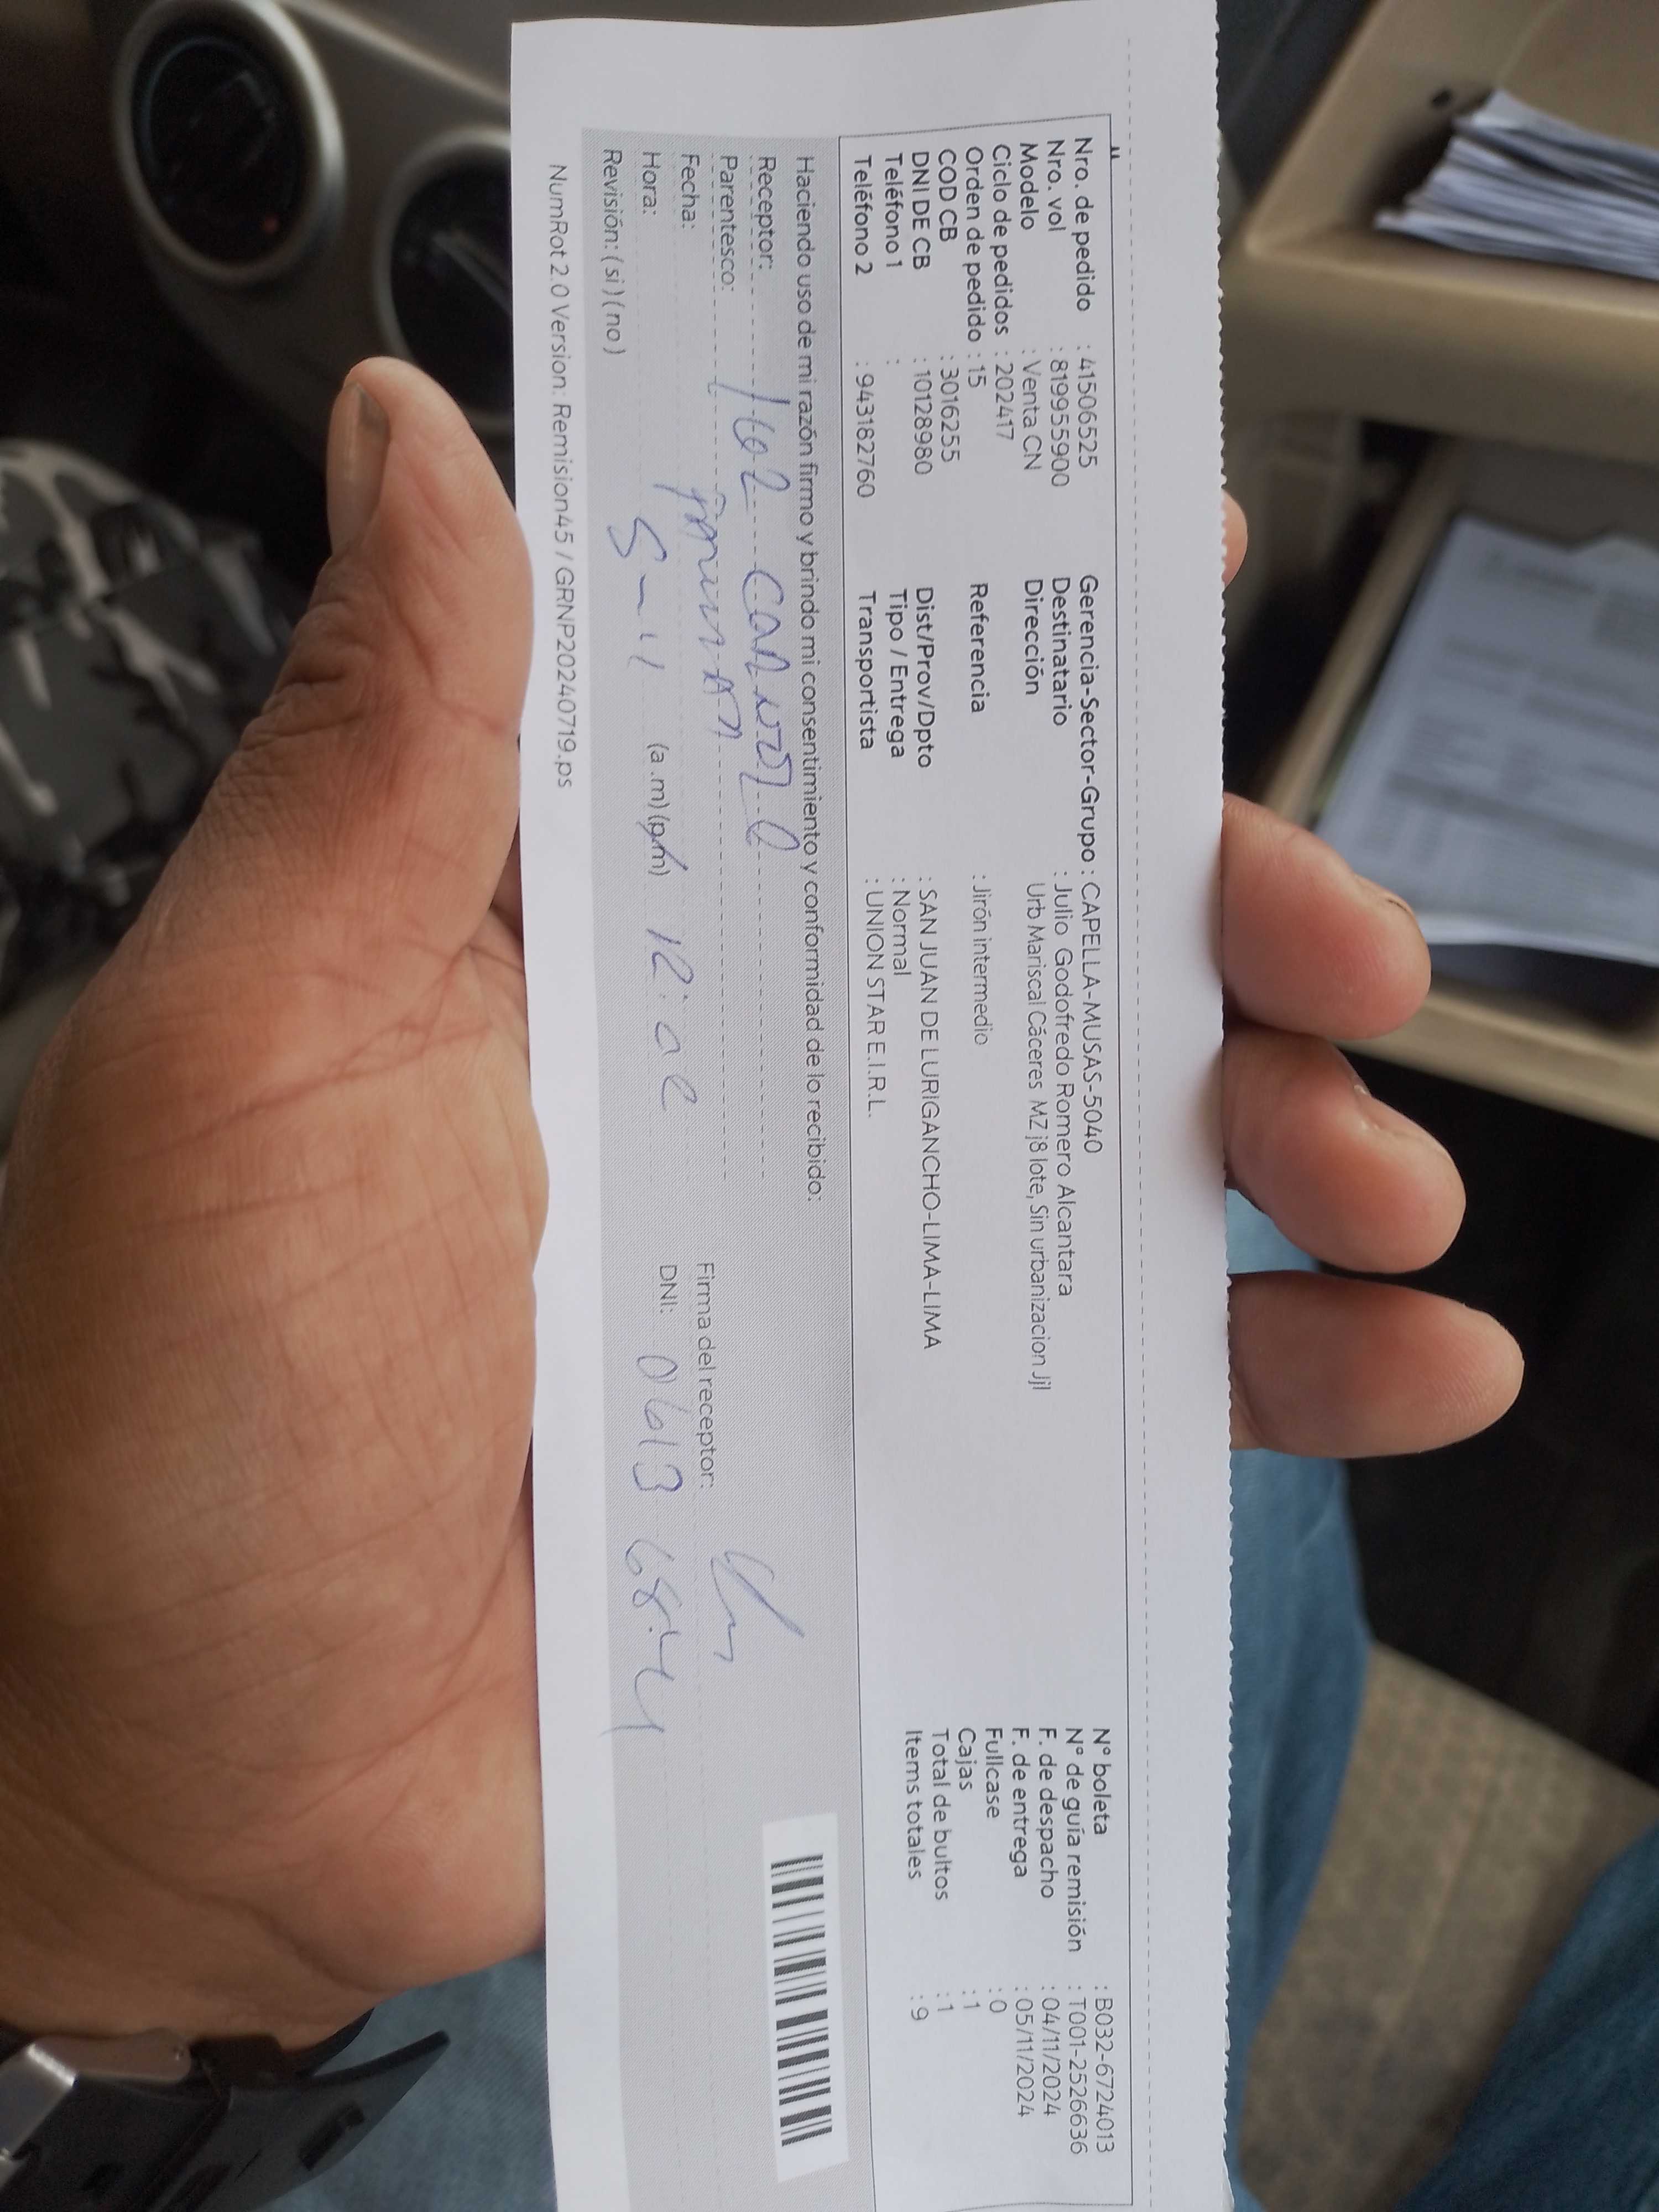 Nro. de pedido : 41506525
Nro. vol : 819955900
Modelo : Venta CN
Ciclo de pedidos : 202417
Orden de pedido : 15
COD CB : 3016255
DNI DE CB : 10128980
Teléfono 1 :
Teléfono 2 : 943182760
Gerencia-Sector-Grupo : CAPELLA-MUSAS-5040
Destinatario : Julio Godofredo Romero Alcantara
Dirección Urb Mariscal Cáceres MZ j8 lote, Sin urbanizacion Jjl
Referencia : Jirón intermedio
Dist/Prov/Dpto : SAN JUAN DE LURIGANCHO-LIMA-LIMA
Tipo / Entrega : Normal
Transportista : UNION STAR E.I.R.L.
N° boleta : B032-6724013
N° de guía remisión : T001-2526636
F. de despacho : 04/11/2024
F. de entrega : 05/11/2024
Fullcase : 0
Cajas : 1
Total de bultos : 1
Items totales : 9
Haciendo uso de mi razón firmo y brindo mi consentimiento y conformidad de lo recibido:
Receptor:
Parentesco:
Fecha: 5-11
Hora: (a.m) (p.m) 12:
Revisión: ( si ) ( no )
Firma del receptor:
DNI:
NumRot 2.0 Version: Remision45 / GRNP20240719.ps